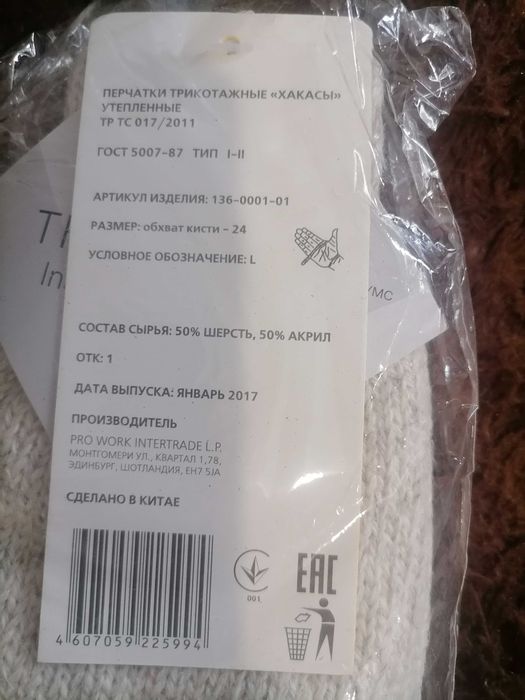 ПЕРЧАТКИ ТРИКОТАЖНЫЕ «ХАКАСЫ»
УТЕПЛЕННЫЕ
ТР ТС 017/2011
ГОСТ 5007-87 ТИП I-II
АРТИКУЛ ИЗДЕЛИЯ: 136-0001-01
РАЗМЕР: обхват кисти – 24
УСЛОВНОЕ ОБОЗНАЧЕНИЕ: L
СОСТАВ СЫРЬЯ: 50% ШЕРСТЬ, 50% АКРИЛ
ОТК: 1
ДАТА ВЫПУСКА: ЯНВАРЬ 2017
ПРОИЗВОДИТЕЛЬ
PRO WORK INTERTRADE L.P.
МОНТГОМЕРИ УЛ., КВАРТАЛ 1,78,
ЭДИНБУРГ, ШОТЛАНДИЯ, EH7 5JA
СДЕЛАНО В КИТАЕ
001
EAC
4 607059 225994